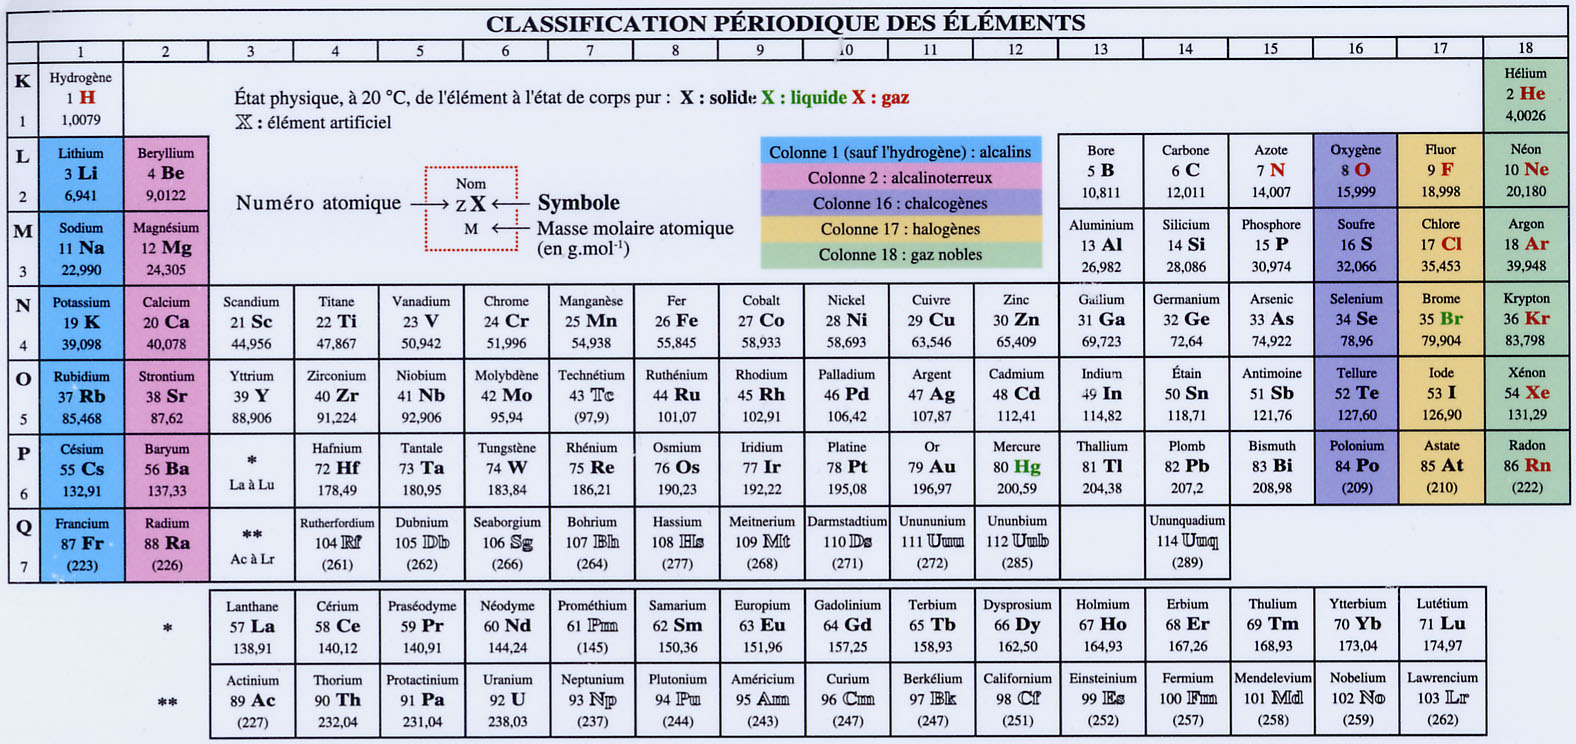 CLASSIFICATION PÉRIODIQUE DES ÉLÉMENTS
1 2 3 4 5 6 7 8 9 10 11 12 13 14 15 16 17 18
K
1
Hydrogène
1 H
1,0079
État physique, à 20 °C, de l'élément à l'état de corps pur : X : solide X : liquide X : gaz
X : élément artificiel
Hélium
2 He
4,0026
Nom
Numéro atomique
Z X
Symbole
M
Masse molaire atomique
(en g.mol-1)
Colonne 1 (sauf l'hydrogène) : alcalins
Colonne 2 : alcalinoterreux
Colonne 16 : chalcogènes
Colonne 17 : halogènes
Colonne 18 : gaz nobles
L
2
Lithium Beryllium Bore Carbone Azote Oxygène Fluor Néon
3 Li 4 Be 5 B 6 C 7 N 8 O 9 F 10 Ne
6,941 9,0122 10,811 12,011 14,007 15,999 18,998 20,180
M
3
Sodium Magnésium Aluminium Silicium Phosphore Soufre Chlore Argon
11 Na 12 Mg 13 Al 14 Si 15 P 16 S 17 Cl 18 Ar
22,990 24,305 26,982 28,086 30,974 32,066 35,453 39,948
N
4
Potassium Calcium Scandium Titane Vanadium Chrome Manganèse Fer Cobalt Nickel Cuivre Zinc Gallium Germanium Arsenic Selenium Brome Krypton
19 K 20 Ca 21 Sc 22 Ti 23 V 24 Cr 25 Mn 26 Fe 27 Co 28 Ni 29 Cu 30 Zn 31 Ga 32 Ge 33 As 34 Se 35 Br 36 Kr
39,098 40,078 44,956 47,867 50,942 51,996 54,938 55,845 58,933 58,693 63,546 65,409 69,723 72,64 74,922 78,96 79,904 83,798
O
5
Rubidium Strontium Yttrium Zirconium Niobium Molybdène Technétium Ruthénium Rhodium Palladium Argent Cadmium Indium Étain Antimoine Tellure Iode Xénon
37 Rb 38 Sr 39 Y 40 Zr 41 Nb 42 Mo 43 Tc 44 Ru 45 Rh 46 Pd 47 Ag 48 Cd 49 In 50 Sn 51 Sb 52 Te 53 I 54 Xe
85,468 87,62 88,906 91,224 92,906 95,94 (97,9) 101,07 102,91 106,42 107,87 112,41 114,82 118,71 121,76 127,60 126,90 131,29
P
6
Césium Baryum * Hafnium Tantale Tungstène Rhénium Osmium Iridium Platine Or Mercure Thallium Plomb Bismuth Polonium Astate Radon
55 Cs 56 Ba La à Lu 72 Hf 73 Ta 74 W 75 Re 76 Os 77 Ir 78 Pt 79 Au 80 Hg 81 Tl 82 Pb 83 Bi 84 Po 85 At 86 Rn
132,91 137,33 178,49 180,95 183,84 186,21 190,23 192,22 195,08 196,97 200,59 204,38 207,2 208,98 (209) (210) (222)
Q
7
Francium Radium ** Rutherfordium Dubnium Seaborgium Bohrium Hassium Meitnerium Darmstadtium Unununium Ununbium Ununquadium
87 Fr 88 Ra Ac à Lr 104 Rf 105 Db 106 Sg 107 Bh 108 Hs 109 Mt 110 Ds 111 Uuu 112 Uub 114 Uuq
(223) (226) (261) (262) (266) (264) (277) (268) (271) (272) (285) (289)
*
Lanthane Cérium Praséodyme Néodyme Prométhium Samarium Europium Gadolinium Terbium Dysprosium Holmium Erbium Thulium Ytterbium Lutétium
57 La 58 Ce 59 Pr 60 Nd 61 Pm 62 Sm 63 Eu 64 Gd 65 Tb 66 Dy 67 Ho 68 Er 69 Tm 70 Yb 71 Lu
138,91 140,12 140,91 144,24 (145) 150,36 151,96 157,25 158,93 162,50 164,93 167,26 168,93 173,04 174,97
**
Actinium Thorium Protactinium Uranium Neptunium Plutonium Américium Curium Berkélium Californium Einsteinium Fermium Mendelevium Nobelium Lawrencium
89 Ac 90 Th 91 Pa 92 U 93 Np 94 Pu 95 Am 96 Cm 97 Bk 98 Cf 99 Es 100 Fm 101 Md 102 No 103 Lr
(227) 232,04 231,04 238,03 (237) (244) (243) (247) (247) (251) (252) (257) (258) (259) (262)